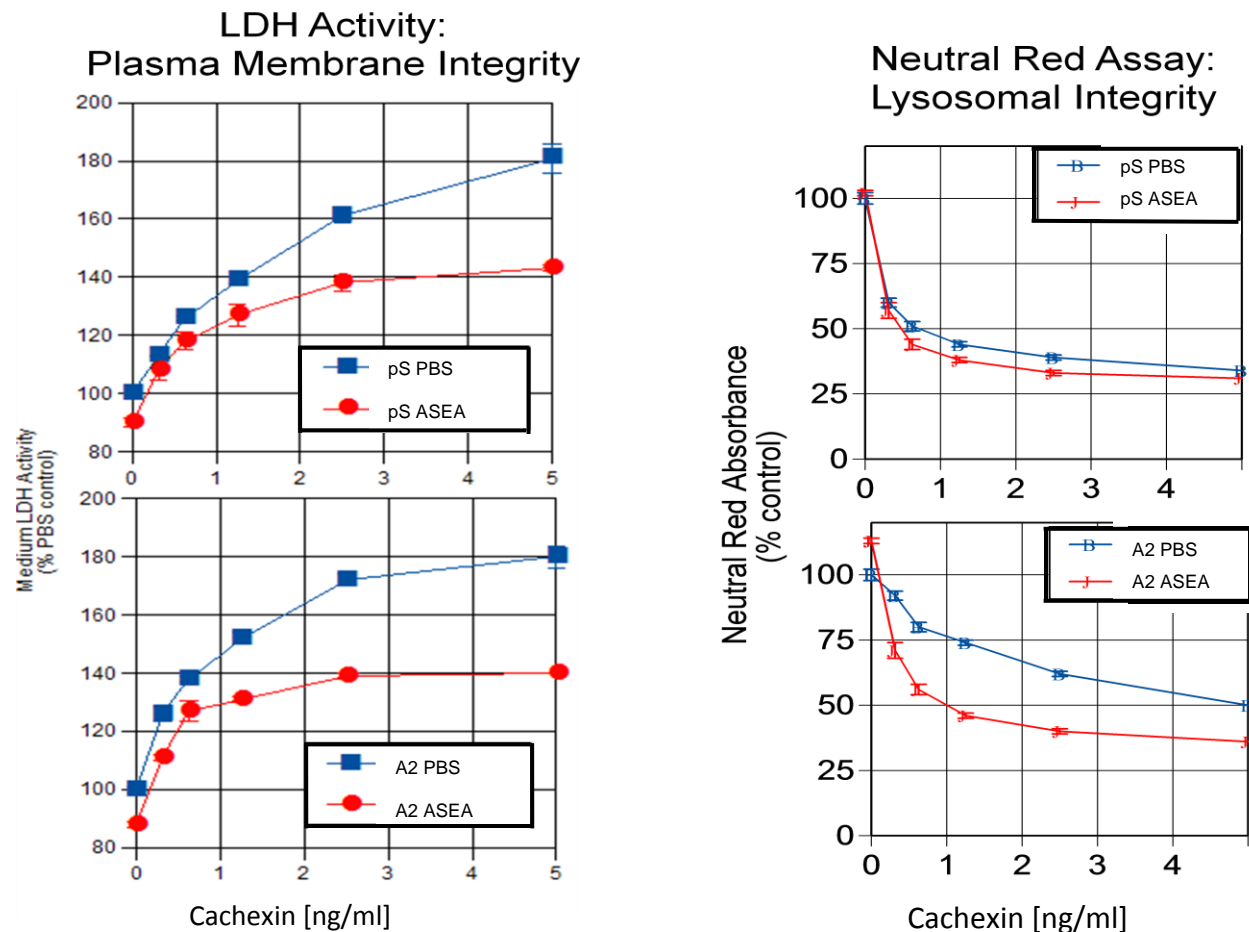 LDH Activity:
Plasma Membrane Integrity
200
180
160
140
120
100
80
0
1
2
3
4
5
pS PBS
pS ASEA
Medium LDH Activity
(% PBS control)
200
180
160
140
120
100
80
0
1
2
3
4
5
A2 PBS
A2 ASEA
Cachexin [ng/ml]
Neutral Red Assay:
Lysosomal Integrity
100
75
50
25
0
0
1
2
3
4
B pS PBS
J pS ASEA
Neutral Red Absorbance
(% control)
100
75
50
25
0
0
1
2
3
4
B A2 PBS
J A2 ASEA
Cachexin [ng/ml]